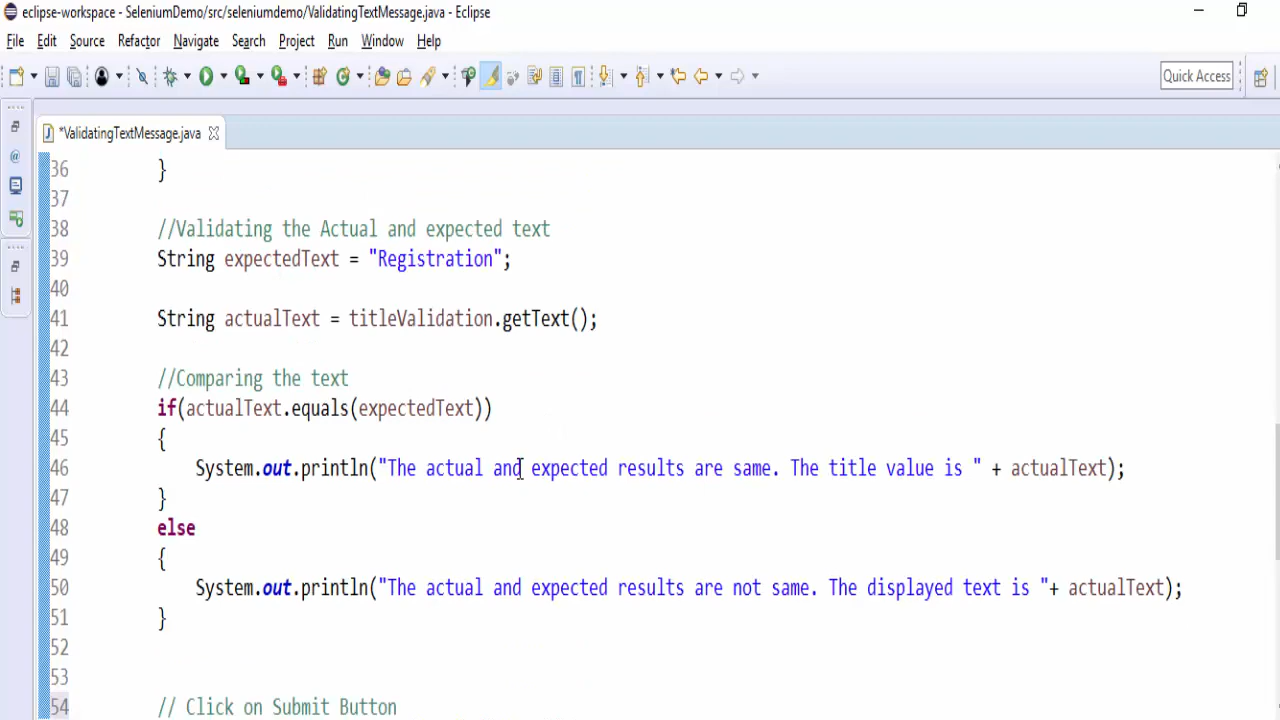 eclipse-workspace - SeleniumDemo/src/seleniumdemo/ValidatingTextMessage.java - Eclipse
File Edit Source Refactor Navigate Search Project Run Window Help
Quick Access
*ValidatingTextMessage.java
36 }
37
38 //Validating the Actual and expected text
39 String expectedText = "Registration";
40
41 String actualText = titleValidation.getText();
42
43 //Comparing the text
44 if(actualText.equals(expectedText))
45 {
46 System.out.println("The actual and expected results are same. The title value is " + actualText);
47 }
48 else
49 {
50 System.out.println("The actual and expected results are not same. The displayed text is "+ actualText);
51 }
52
53
54 // Click on Submit Button